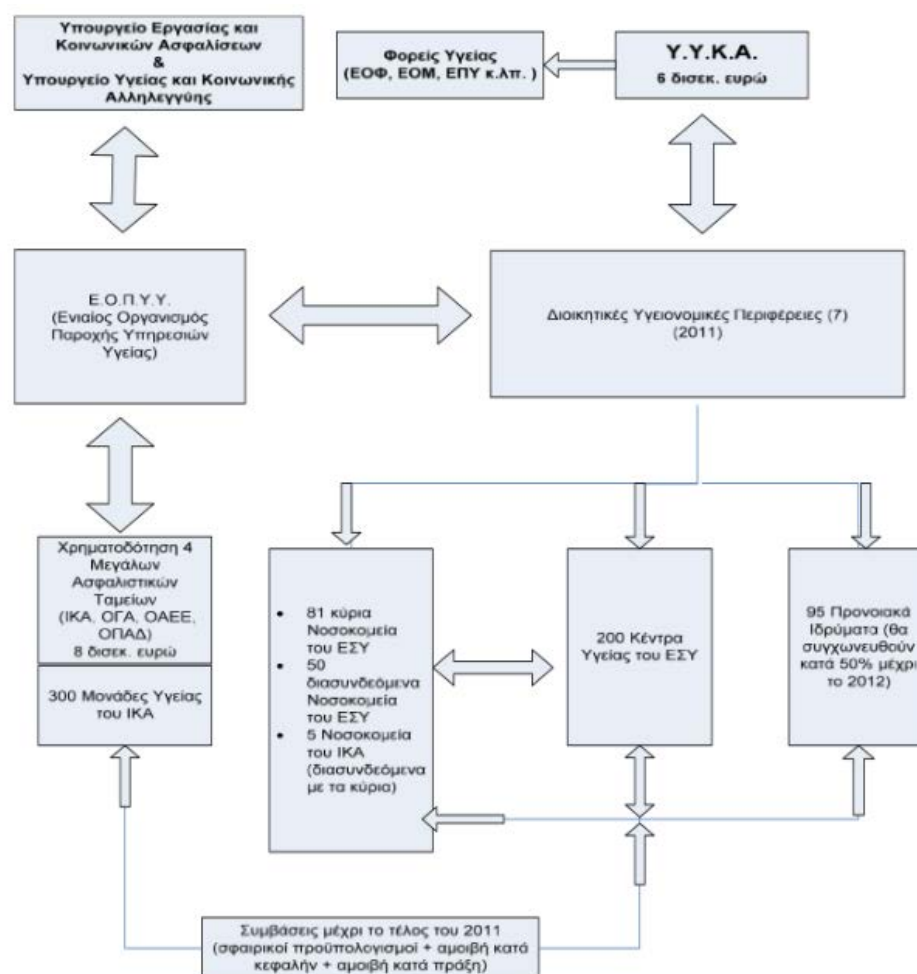 Υπουργείο Εργασίας και
Κοινωνικών Ασφαλίσεων
&
Υπουργείο Υγείας και Κοινωνικής
Αλληλεγγύης
Φορείς Υγείας
(ΕΟΦ, ΕΟΜ, ΕΠΥ κ.λπ. )
Υ.Υ.Κ.Α.
6 δισεκ. ευρώ
Ε.Ο.Π.Υ.Υ.
(Ενιαίος Οργανισμός
Παροχής Υπηρεσιών
Υγείας)
Διοικητικές Υγειονομικές Περιφέρειες (7)
(2011)
Χρηματοδότηση 4
Μεγάλων
Ασφαλιστικών
Ταμείων
(ΙΚΑ, ΟΓΑ, ΟΑΕΕ,
ΟΠΑΔ)
8 δισεκ. ευρώ
300 Μονάδες Υγείας
του ΙΚΑ
• 81 κύρια
Νοσοκομεία
του ΕΣΥ
• 50
διασυνδεόμενα
Νοσοκομεία
του ΕΣΥ
• 5 Νοσοκομεία
του ΙΚΑ
(διασυνδεόμενα
με τα κύρια)
200 Κέντρα
Υγείας του ΕΣΥ
95 Προνοιακά
Ιδρύματα (θα
συγχωνευθούν
κατά 50% μέχρι
το 2012)
Συμβάσεις μέχρι το τέλος του 2011
(σφαιρικοί προϋπολογισμοί + αμοιβή κατά
κεφαλήν + αμοιβή κατά πράξη)